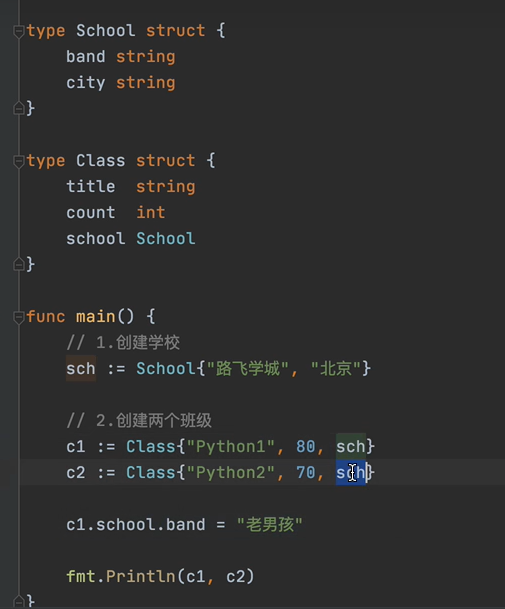 type School struct {
    band string
    city string
}
type Class struct {
    title  string
    count  int
    school School
}
func main() {
    // 1.创建学校
    sch := School{"路飞学城", "北京"}
    // 2.创建两个班级
    c1 := Class{"Python1", 80, sch}
    c2 := Class{"Python2", 70, sch}
    c1.school.band = "老男孩"
    fmt.Println(c1, c2)
}